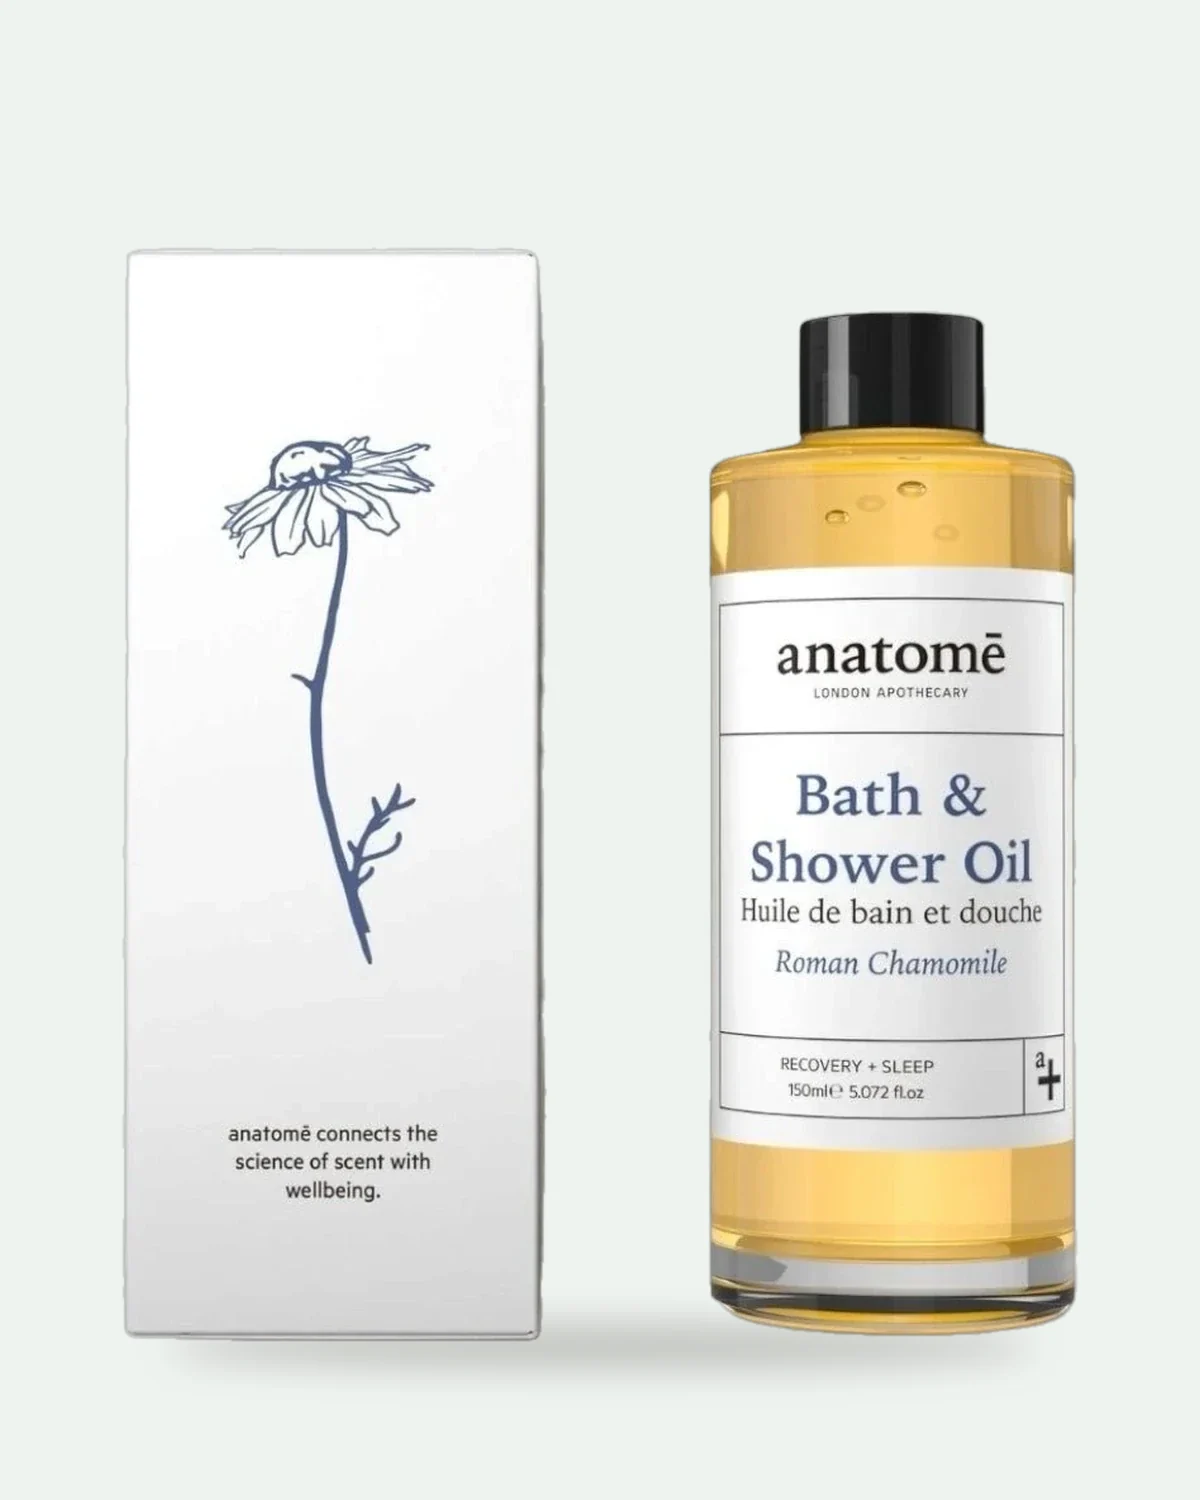 anatomē connects the
science of scent with
wellbeing.
anatomē
LONDON APOTHECARY
Bath &
Shower Oil
Huile de bain et douche
Roman Chamomile
RECOVERY + SLEEP
150ml℮ 5.072 fl.oz
a+